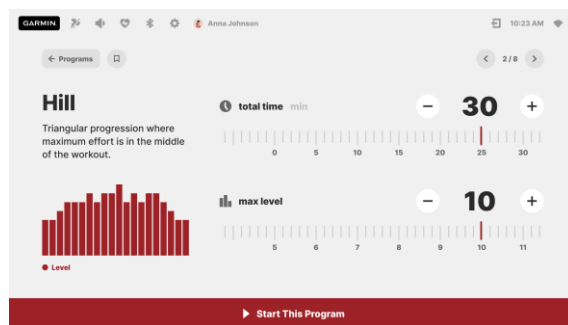 GARMIN
Anna Johnson
10:23 AM
Programs
2/8
Hill
Triangular progression where
maximum effort is in the middle
of the workout.
Level
total time min
30
0 5 10 15 20 25 30
max level
10
5 6 7 8 9 10 11
Start This Program